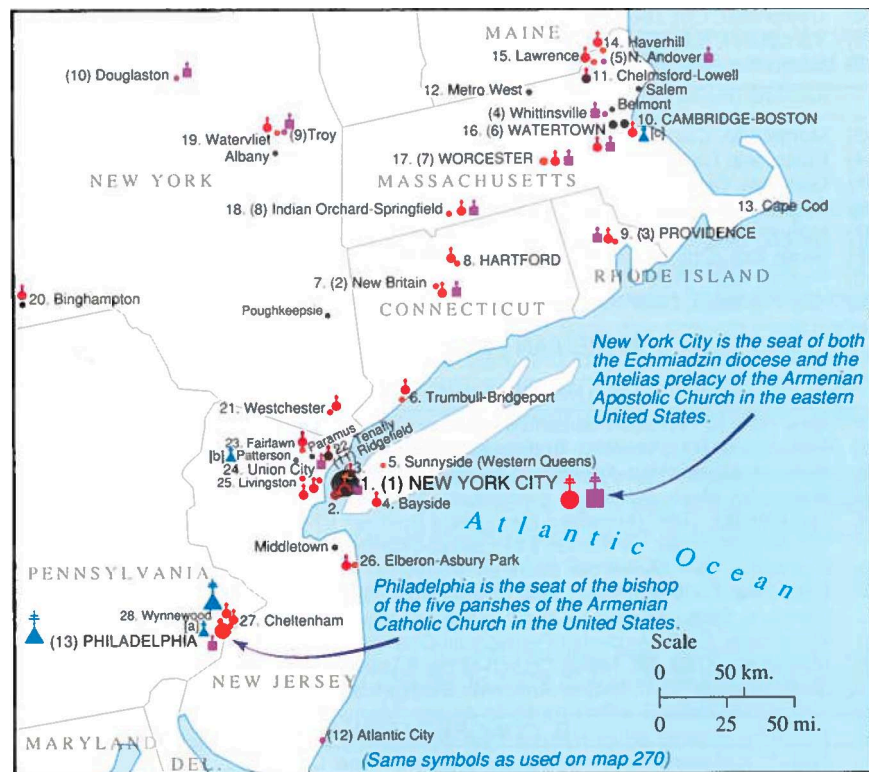 MAINE
14. Haverhill
15. Lawrence
(5) N. Andover
(10) Douglaston
11. Chelmsford-Lowell
12. Metro West
Salem
Belmont
(4) Whittinsville
10. CAMBRIDGE-BOSTON
16. (6) WATERTOWN
[c]
19. Watervliet
(9) Troy
Albany
17. (7) WORCESTER
NEW YORK
MASSACHUSETTS
13. Cape Cod
18. (8) Indian Orchard-Springfield
9. (3) PROVIDENCE
8. HARTFORD
RHODE ISLAND
7. (2) New Britain
CONNECTICUT
20. Binghampton
Poughkeepsie
New York City is the seat of both
the Echmiadzin diocese and the
Antelias prelacy of the Armenian
Apostolic Church in the eastern
United States.
6. Trumbull-Bridgeport
21. Westchester
23. Fairlawn
Paramus
22. Tenally
(11) Ridgefield
[b]
Patterson
24. Union City
3.
5. Sunnyside (Western Queens)
25. Livingston
1. (1) NEW YORK CITY
2.
4. Bayside
Atlantic Ocean
Middletown
26. Elberon-Asbury Park
PENNSYLVANIA
Philadelphia is the seat of the bishop
of the five parishes of the Armenian
Catholic Church in the United States.
28. Wynnewood
[a]
27. Cheltenham
(13) PHILADELPHIA
Scale
0 50 km.
0 25 50 mi.
NEW JERSEY
MARYLAND
DEL.
(12) Atlantic City
(Same symbols as used on map 270)